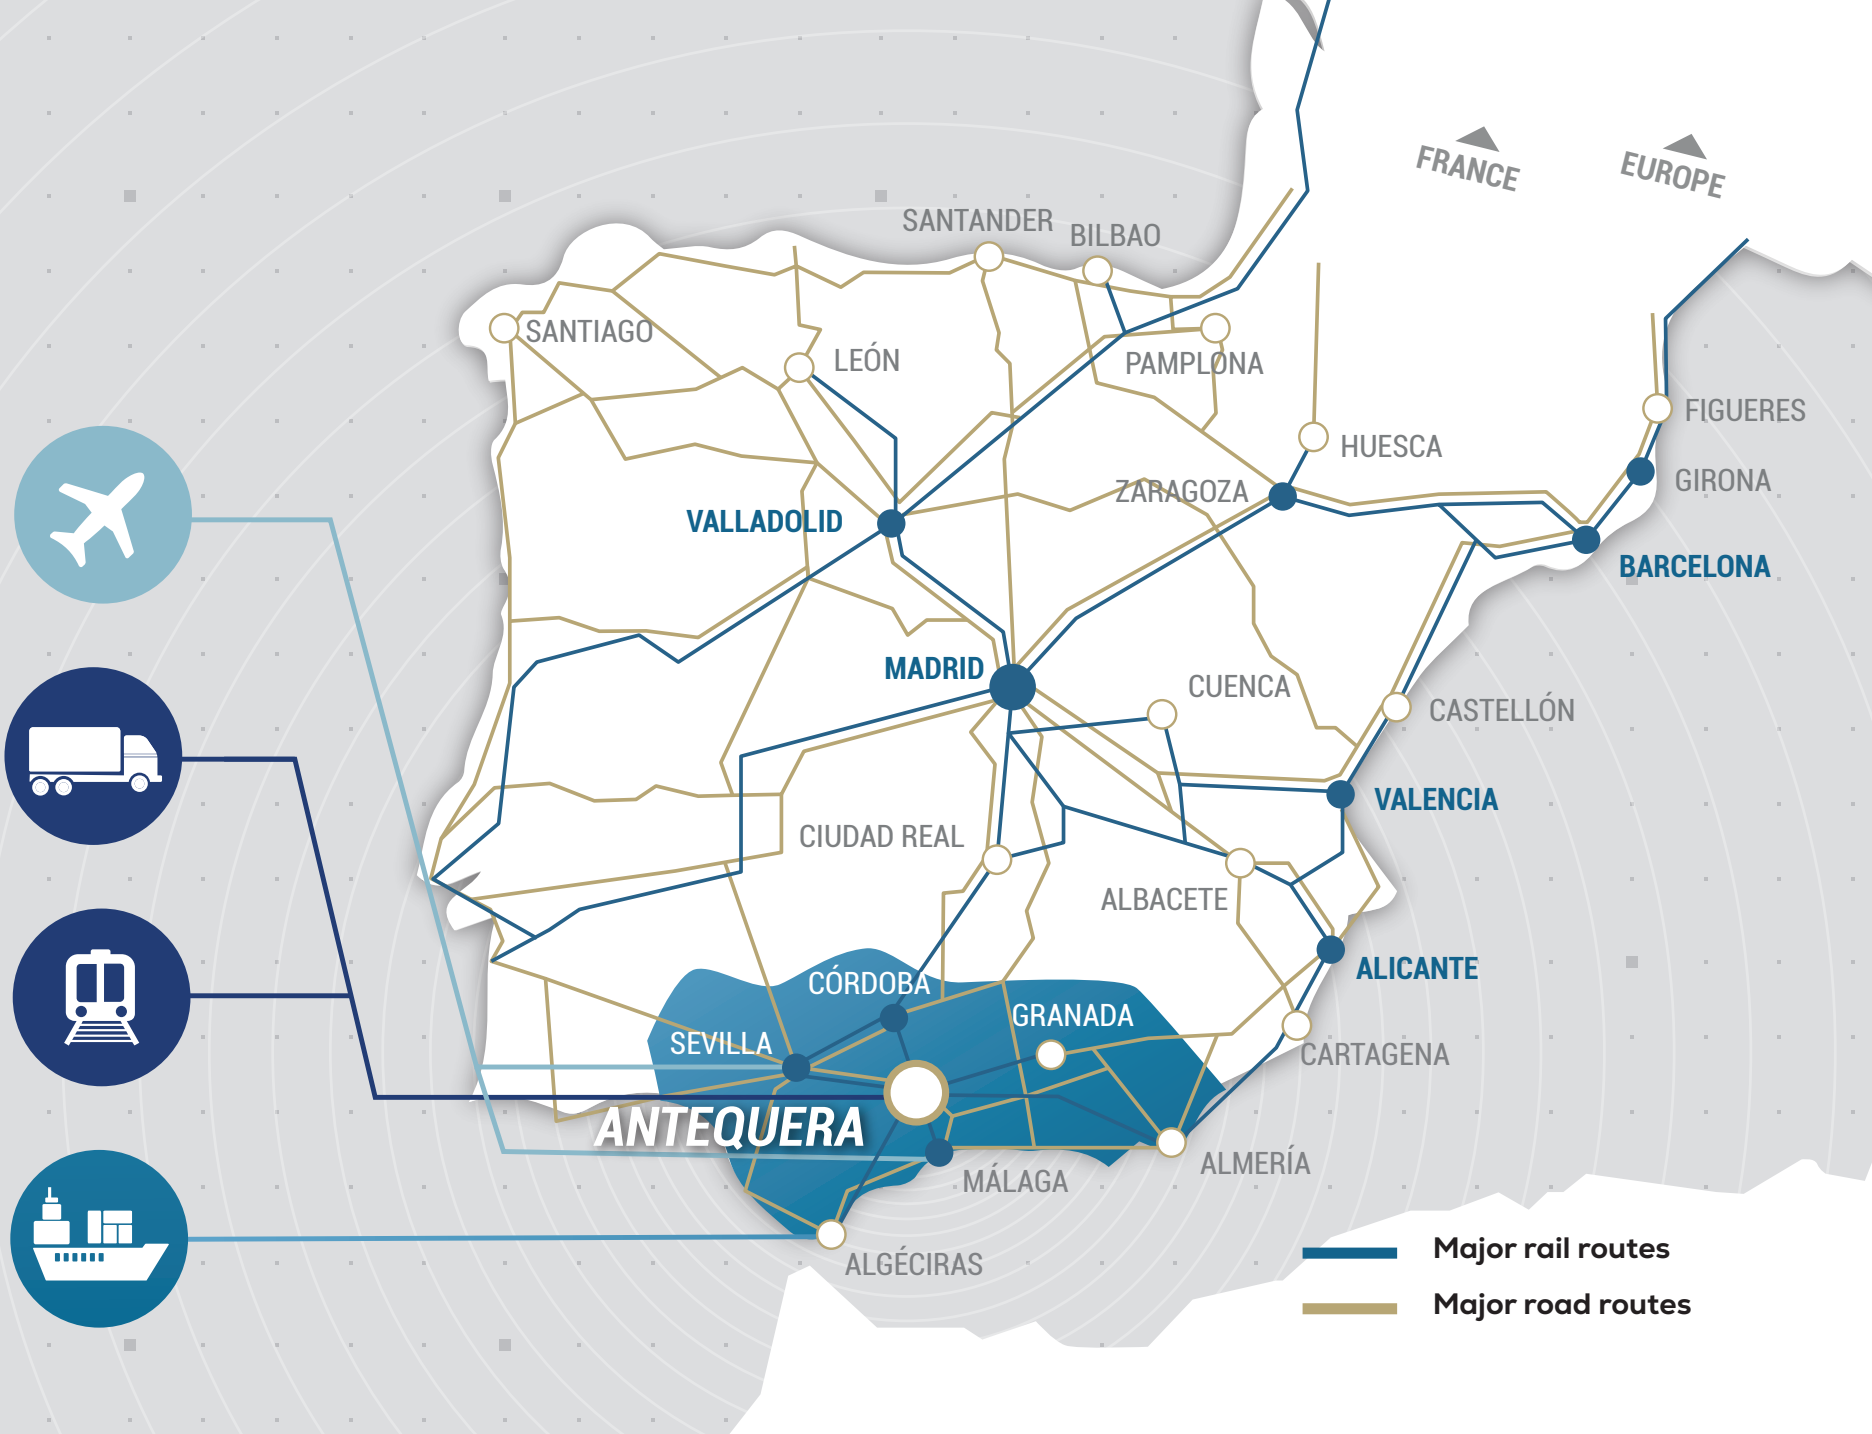 FRANCE
EUROPE
SANTANDER
BILBAO
SANTIAGO
LEÓN
PAMPLONA
FIGUERES
HUESCA
GIRONA
ZARAGOZA
VALLADOLID
BARCELONA
MADRID
CUENCA
CASTELLÓN
VALENCIA
CIUDAD REAL
ALBACETE
ALICANTE
CÓRDOBA
GRANADA
SEVILLA
CARTAGENA
ANTEQUERA
ALMERÍA
MÁLAGA
ALGÉCIRAS
Major rail routes
Major road routes